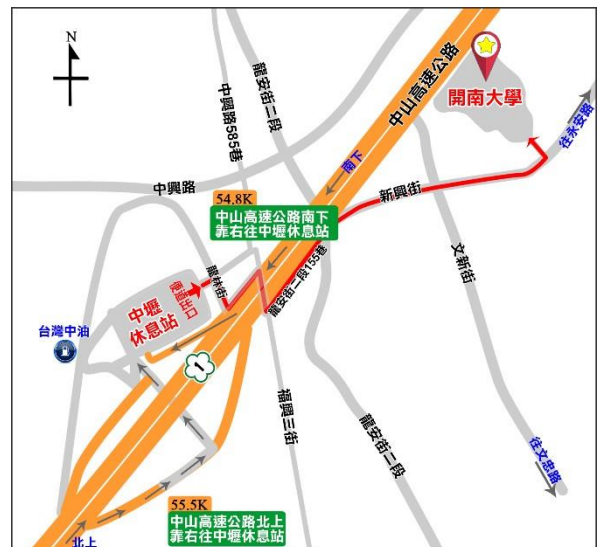 N
中山高速公路
開南大學
往永安路
龍安街二段
中興路585巷
南下
中興路
新興街
54.8K
中山高速公路南下
靠右往中壢休息站
文新街
龍林街
龍安街二段155巷
便道出口
中壢
休息站
台灣中油
1
福興三街
龍安街二段
往文忠路
55.5K
中山高速公路北上
靠右往中壢休息站
北上